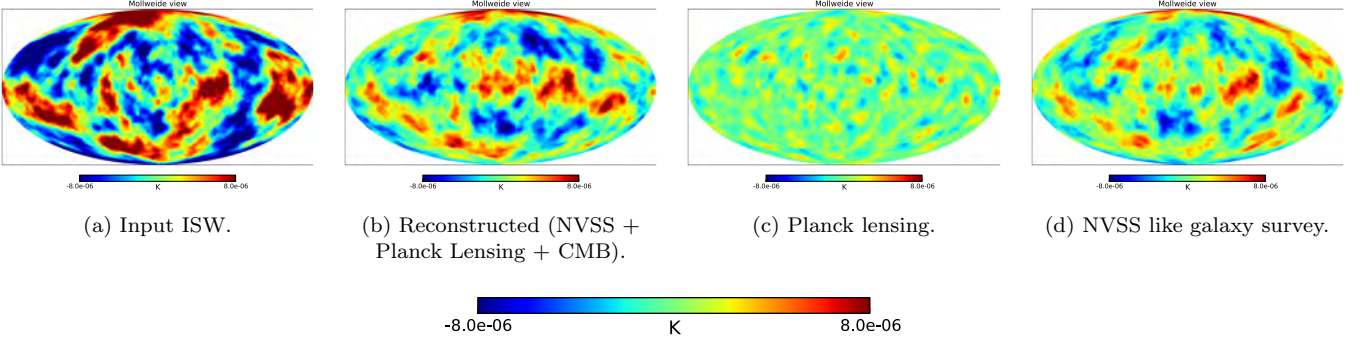 Mollweide view
Mollweide view
Mollweide view
Mollweide view
-8.0e-06 K 8.0e-06
-8.0e-06 K 8.0e-06
-8.0e-06 K 8.0e-06
-8.0e-06 K 8.0e-06
(a) Input ISW.
(b) Reconstructed (NVSS +
Planck Lensing + CMB).
(c) Planck lensing.
(d) NVSS like galaxy survey.
-8.0e-06 K 8.0e-06